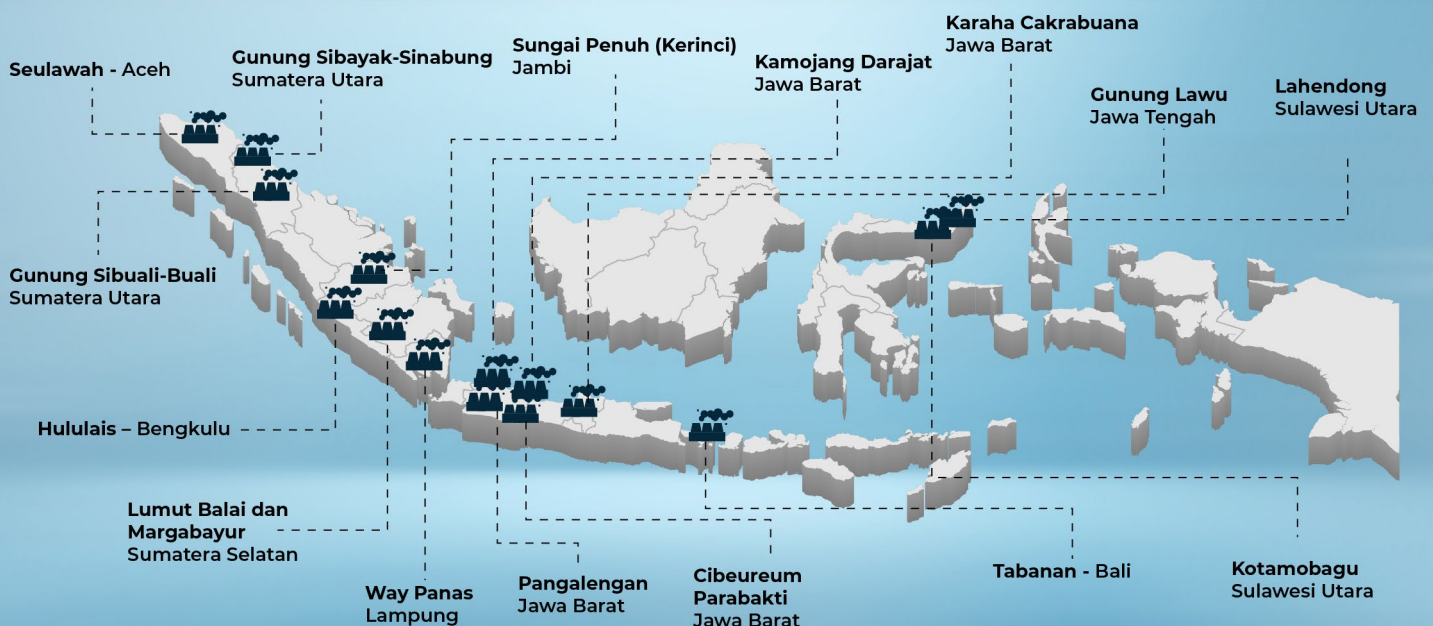 Seulawah - Aceh
Gunung Sibayak-Sinabung
Sumatera Utara
Sungai Penuh (Kerinci)
Jambi
Kamojang Darajat
Jawa Barat
Karaha Cakrabuana
Jawa Barat
Gunung Lawu
Jawa Tengah
Lahendong
Sulawesi Utara
Gunung Sibuali-Buali
Sumatera Utara
Hululais – Bengkulu
Lumut Balai dan
Margabayur
Sumatera Selatan
Way Panas
Lampung
Pangalengan
Jawa Barat
Cibeureum
Parabakti
Jawa Barat
Tabanan - Bali
Kotamobagu
Sulawesi Utara